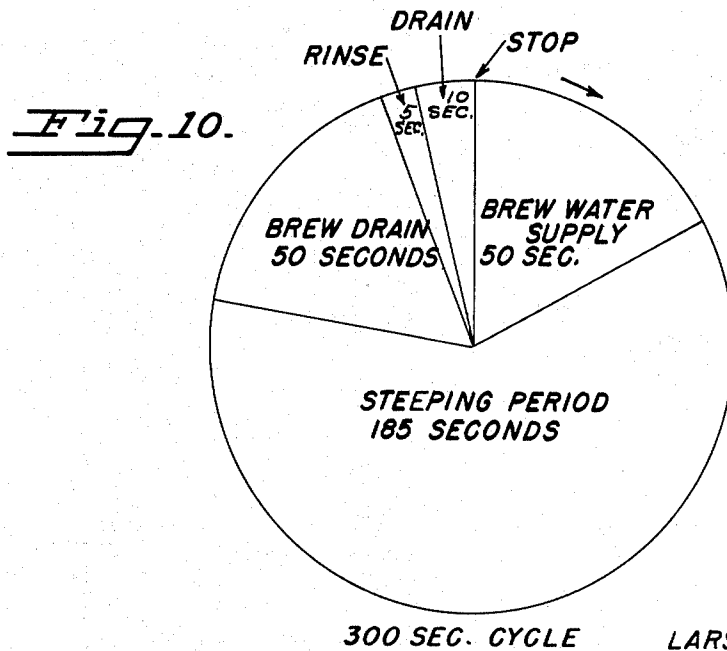 DRAIN
RINSE
STOP
Fig. 10.
5
SEC.
10
SEC.
BREW DRAIN
50 SECONDS
BREW WATER
SUPPLY
50 SEC.
STEEPING PERIOD
185 SECONDS
300 SEC. CYCLE
LARS